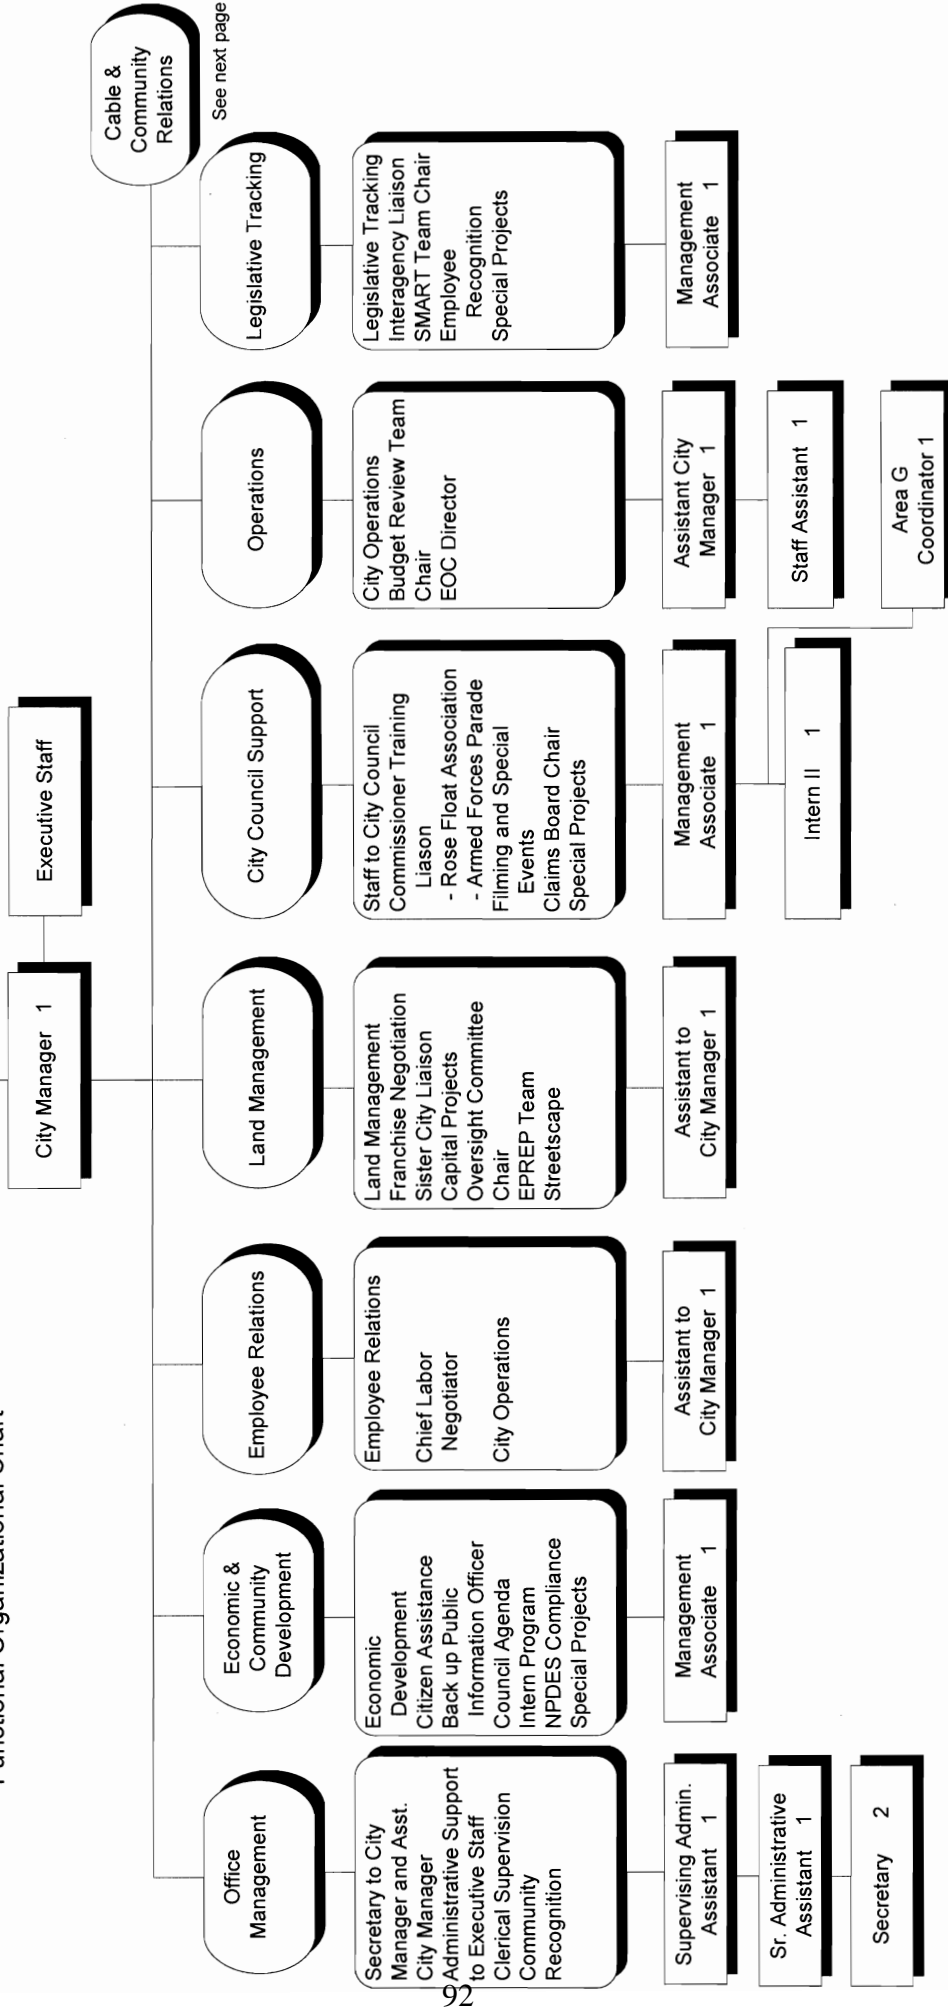 Functional Organizational Chart
City Manager 1
Executive Staff
Office
Management
Economic &
Community
Development
Employee Relations
Land Management
City Council Support
Operations
Legislative Tracking
Cable &
Community
Relations
See next page
Secretary to City
Manager and Asst.
City Manager
Administrative Support
to Executive Staff
Clerical Supervision
Community
Recognition
Economic
Development
Citizen Assistance
Back up Public
Information Officer
Council Agenda
Intern Program
NPDES Compliance
Special Projects
Employee Relations
Chief Labor
Negotiator
City Operations
Land Management
Franchise Negotiation
Sister City Liaison
Capital Projects
Oversight Committee
Chair
EPREP Team
Streetscape
Staff to City Council
Commissioner Training
Liason
- Rose Float Association
- Armed Forces Parade
Filming and Special
Events
Claims Board Chair
Special Projects
City Operations
Budget Review Team
Chair
EOC Director
Legislative Tracking
Interagency Liaison
SMART Team Chair
Employee
Recognition
Special Projects
Supervising Admin.
Assistant 1
Sr. Administrative
Assistant 1
Secretary 2
Management
Associate 1
Assistant to
City Manager 1
Assistant to
City Manager 1
Management
Associate 1
Intern II 1
Assistant City
Manager 1
Staff Assistant 1
Area G
Coordinator 1
Management
Associate 1
92